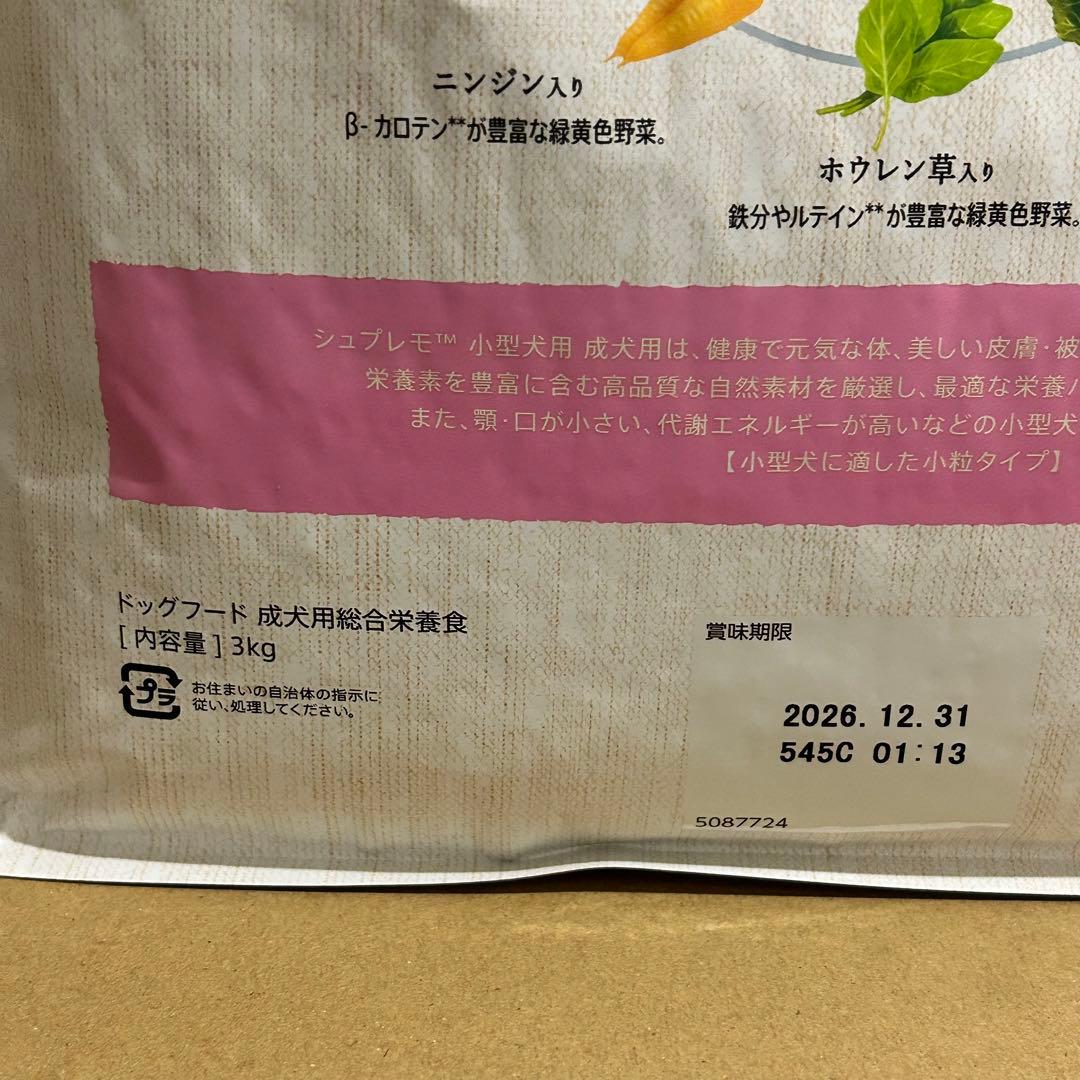 ニンジン入り
β-カロテン**が豊富な緑黄色野菜。
ホウレン草入り
鉄分やルテイン**が豊富な緑黄色野菜。
シュプレモ™ 小型犬用 成犬用は、健康で元気な体、美しい皮膚・被
栄養素を豊富に含む高品質な自然素材を厳選し、最適な栄養バ
また、顎・口が小さい、代謝エネルギーが高いなどの小型犬
【小型犬に適した小粒タイプ】
ドッグフード 成犬用総合栄養食
[ 内容量 ] 3kg
プラ
お住まいの自治体の指示に
従い、処理してください。
賞味期限
2026. 12. 31
545C 01:13
5087724